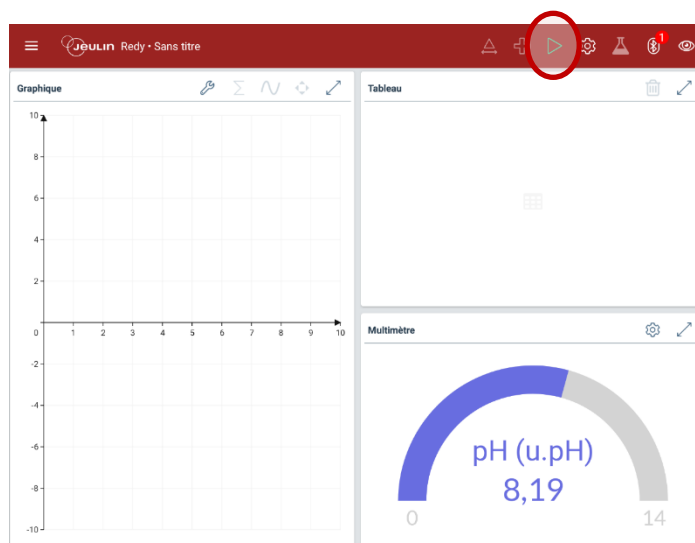 Jeulin Redy • Sans titre
1
Graphique
Tableau
10
8
6
4
2
0 1 2 3 4 5 6 7 8 9 10
-2
-4
-6
-8
-10
Multimètre
pH (u.pH)
8,19
0 14